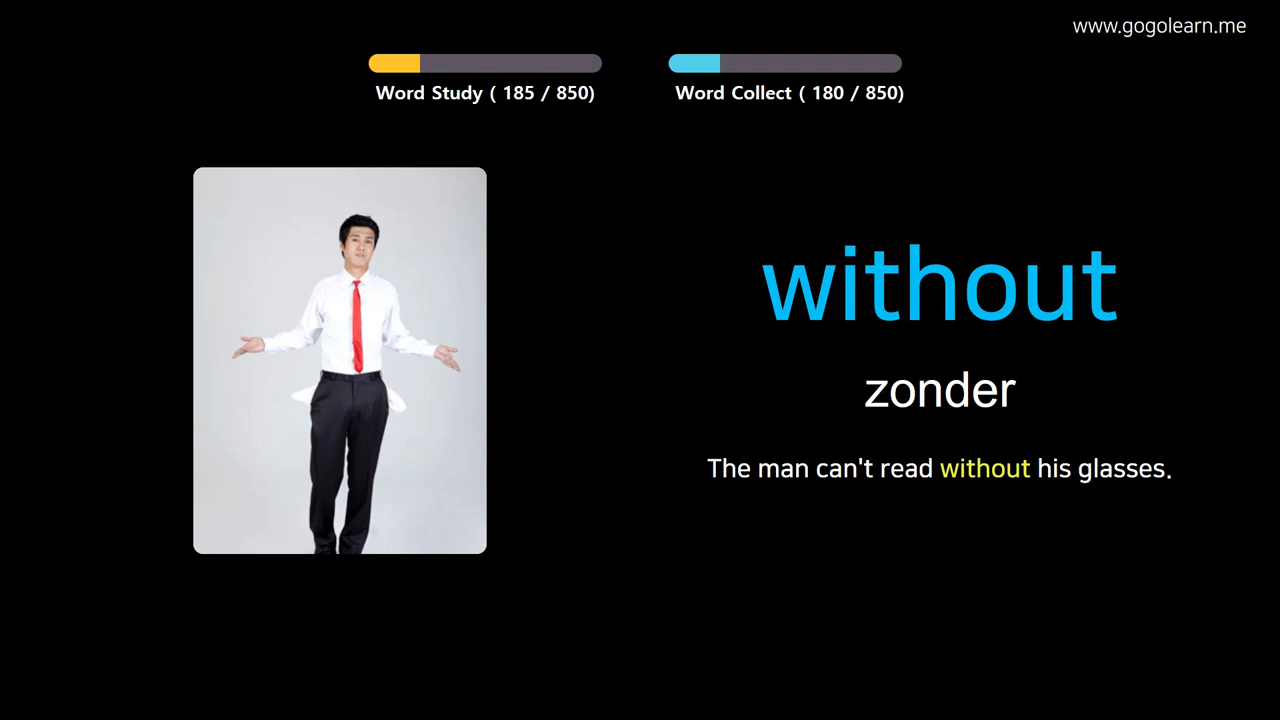 www.gogolearn.me
Word Study ( 185 / 850)
Word Collect ( 180 / 850)
without
zonder
The man can't read without his glasses.